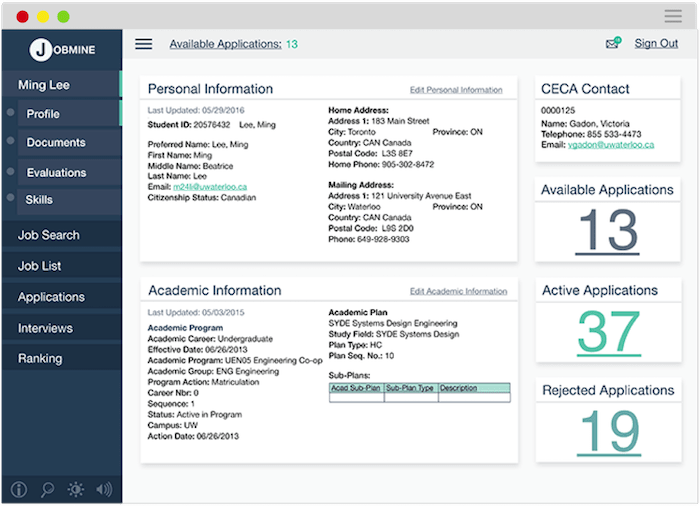 JOBMINE
Available Applications: 13
Sign Out
Ming Lee
Profile
Documents
Evaluations
Skills
Job Search
Job List
Applications
Interviews
Ranking
Personal Information
Edit Personal Information
Last Updated: 05/29/2016
Student ID: 20576432 Lee, Ming
Preferred Name: Lee, Ming
First Name: Ming
Middle Name: Beatrice
Last Name: Lee
Email: m24li@uwaterloo.ca
Citizenship Status: Canadian
Home Address:
Address 1: 183 Main Street
City: Toronto Province: ON
Country: CAN Canada
Postal Code: L3S 8E7
Home Phone: 905-302-8472
Mailing Address:
Address 1: 121 University Avenue East
City: Waterloo Province: ON
Country: CAN Canada
Postal Code: L9S 2D0
Phone: 649-928-9303
Academic Information
Edit Academic Information
Last Updated: 05/03/2015
Academic Program
Academic Career: Undergraduate
Effective Date: 06/26/2013
Academic Program: UEN05 Engineering Co-op
Academic Group: ENG Engineering
Program Action: Matriculation
Career Nbr: 0
Sequence: 1
Status: Active in Program
Campus: UW
Action Date: 06/26/2013
Academic Plan
SYDE Systems Design Engineering
Study Field: SYDE Systems Design
Plan Type: HC
Plan Seq. No.: 10
Sub-Plans:
Acad Sub-Plan Sub-Plan Type Description
CECA Contact
0000125
Name: Gadon, Victoria
Telephone: 855 533-4473
Email: vgadon@uwaterloo.ca
Available Applications
13
Active Applications
37
Rejected Applications
19